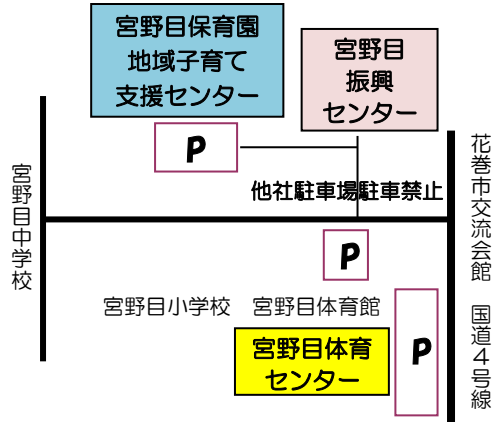 宮野目保育園
地域子育て
支援センター
宮野目
振興
センター
P
他社駐車場駐車禁止
宮野目中学校
花巻市交流会館　国道４号線
P
宮野目小学校　宮野目体育館
宮野目体育
センター
P